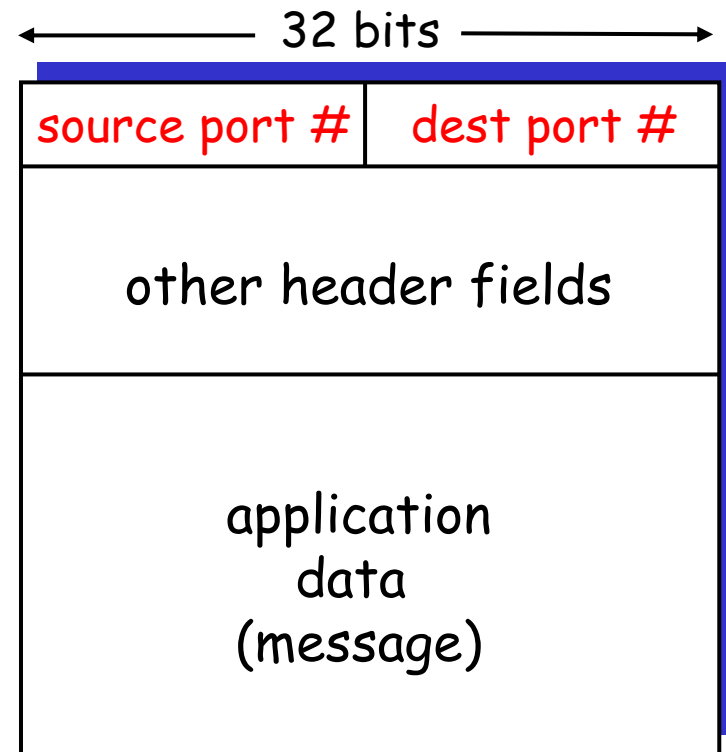 32 bits
source port # dest port #
other header fields
application
data
(message)